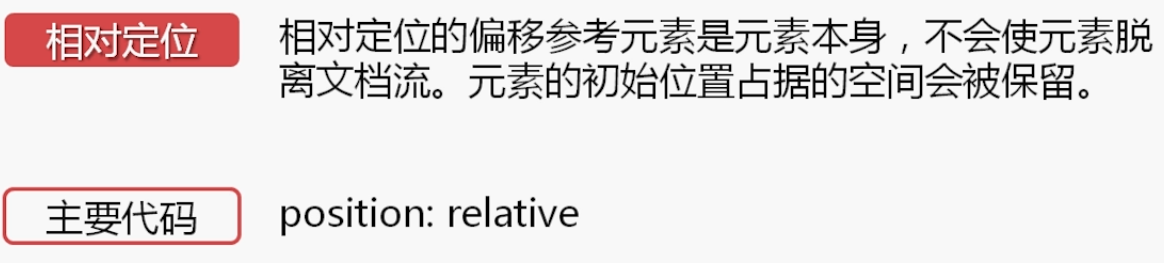 相对定位
相对定位的偏移参考元素是元素本身，不会使元素脱
离文档流。元素的初始位置占据的空间会被保留。
主要代码
position: relative